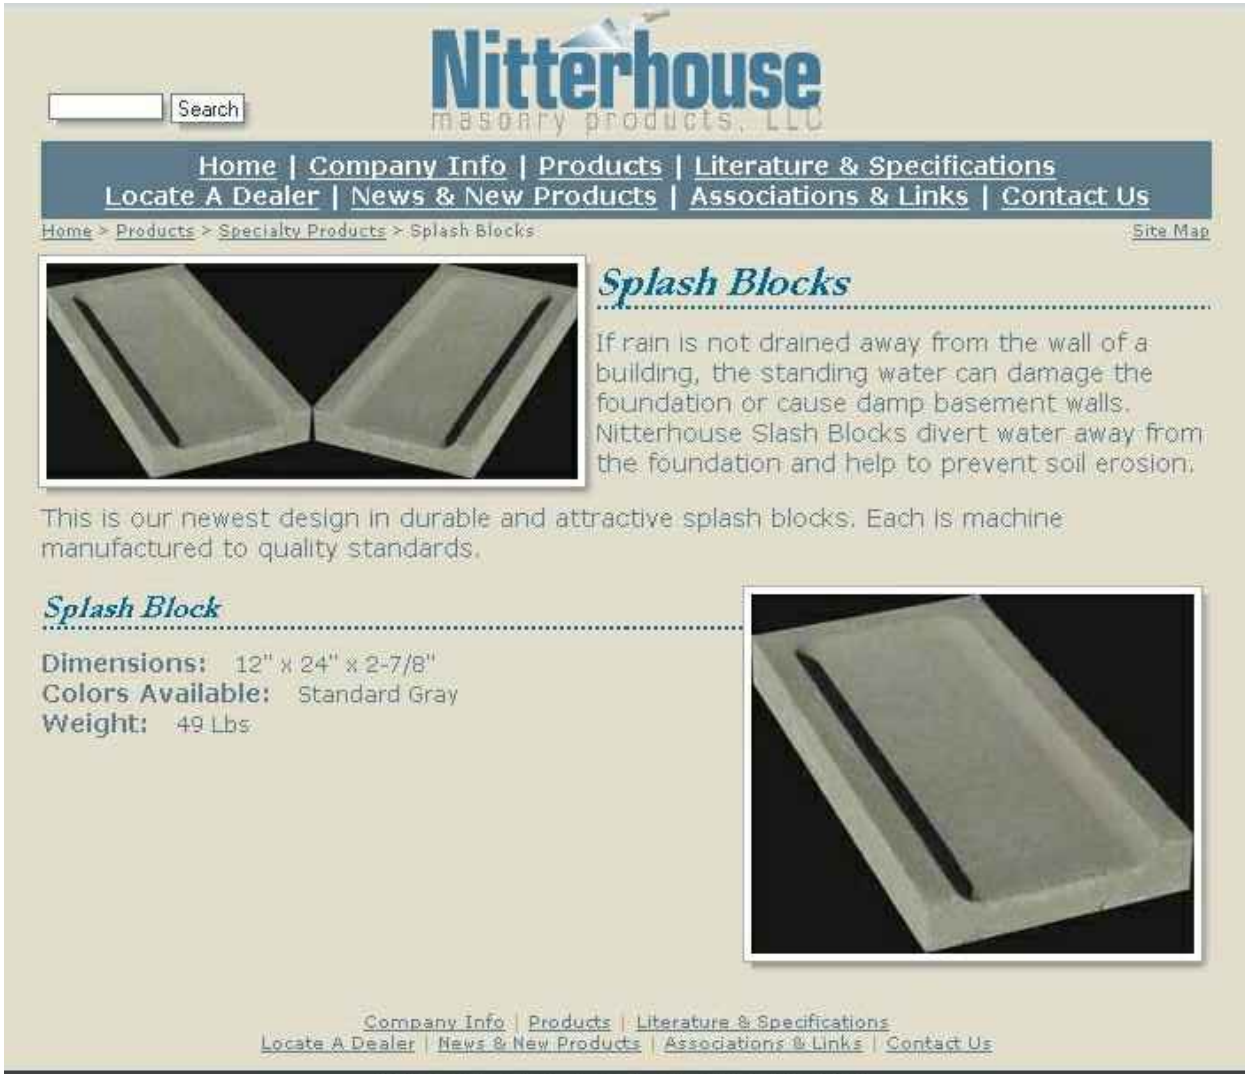 Nitterhouse
masonry products, LLC
Search
Home | Company Info | Products | Literature & Specifications
Locate A Dealer | News & New Products | Associations & Links | Contact Us
Home > Products > Specialty Products > Splash Blocks
Site Map
Splash Blocks
If rain is not drained away from the wall of a
building, the standing water can damage the
foundation or cause damp basement walls.
Nitterhouse Slash Blocks divert water away from
the foundation and help to prevent soil erosion.
This is our newest design in durable and attractive splash blocks. Each is machine
manufactured to quality standards.
Splash Block
Dimensions: 12" x 24" x 2-7/8"
Colors Available: Standard Gray
Weight: 49 Lbs
Company Info | Products | Literature & Specifications
Locate A Dealer | News & New Products | Associations & Links | Contact Us